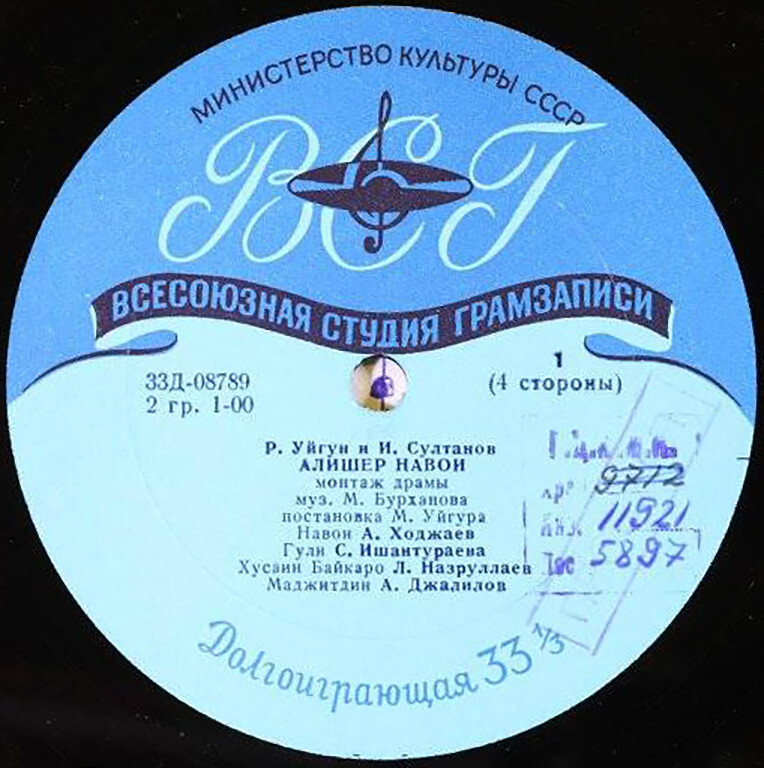 МИНИСТЕРСТВО КУЛЬТУРЫ СССР
ВСГ
ВСЕСОЮЗНАЯ СТУДИЯ ГРАМЗАПИСИ
33Д-08789
2 гр. 1-00
1
(4 стороны)
Р. Уйгун и И. Султанов
АЛИШЕР НАВОИ
монтаж драмы
муз. М. Бурханова
постановка М. Уйгура
Навои А. Ходжаев
Гули С. Ишантураева
Хусаин Байкаро Л. Назруллаев
Маджитдин А. Джалилов
9712
11921
5897
Долгоиграющая 33 1/3